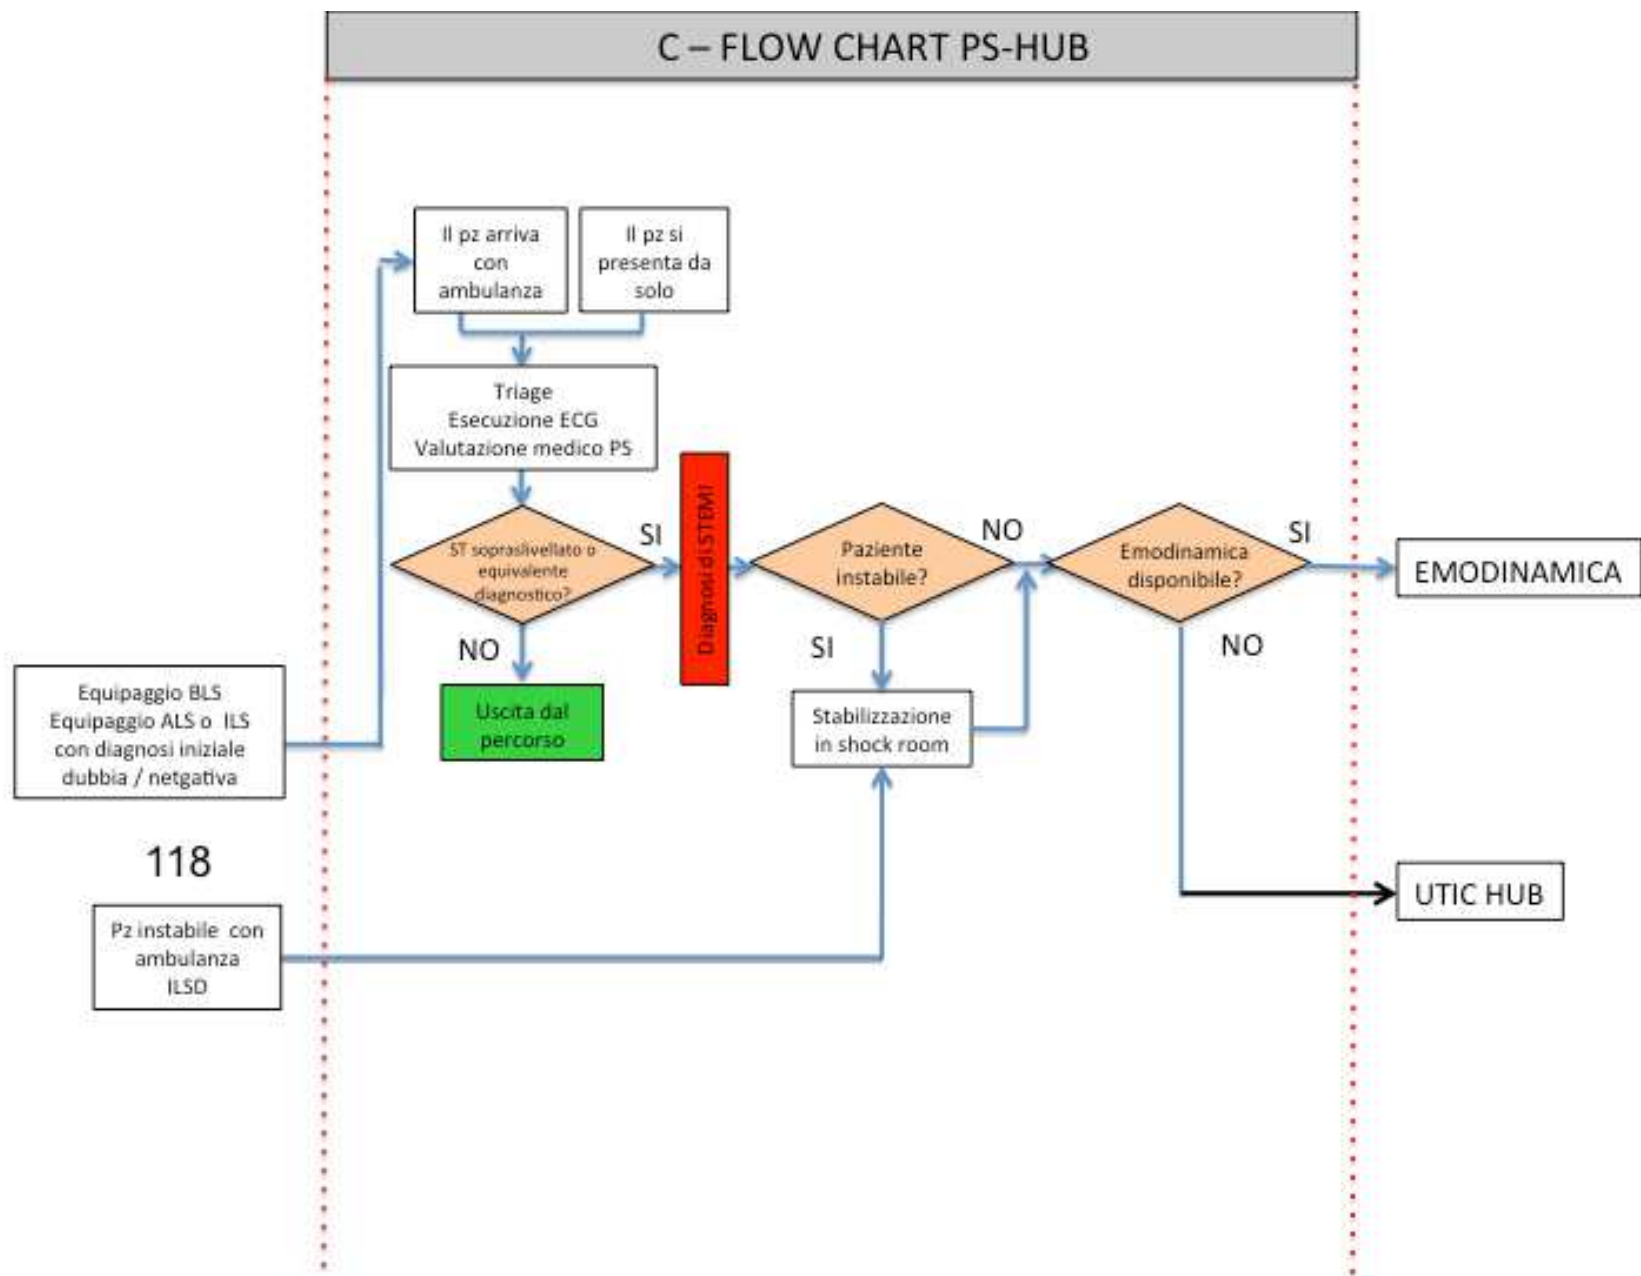 C – FLOW CHART PS-HUB
Il pz arriva
con
ambulanza
Il pz si
presenta da
solo
Triage
Esecuzione ECG
Valutazione medico PS
ST sopraslivellato o
equivalente
diagnostico?
SI
NO
Uscita dal
percorso
Diagnosi di STEMI
Paziente
instabile?
NO
SI
Stabilizzazione
in shock room
Emodinamica
disponibile?
SI
NO
EMODINAMICA
UTIC HUB
Equipaggio BLS
Equipaggio ALS o ILS
con diagnosi iniziale
dubbia / netgativa
118
Pz instabile con
ambulanza
ILSD